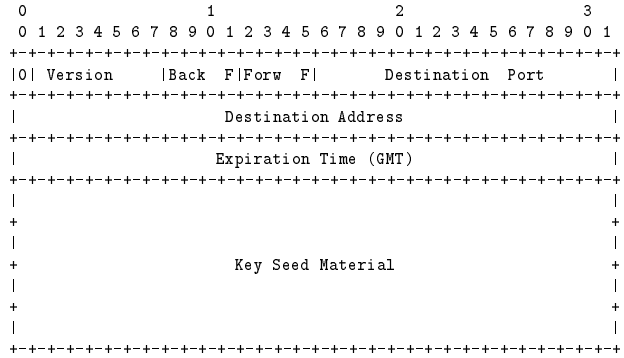 0                   1                   2                   3
 0 1 2 3 4 5 6 7 8 9 0 1 2 3 4 5 6 7 8 9 0 1 2 3 4 5 6 7 8 9 0 1
+-+-+-+-+-+-+-+-+-+-+-+-+-+-+-+-+-+-+-+-+-+-+-+-+-+-+-+-+-+-+-+-+
|0| Version     |Back  F|Forw  F|       Destination  Port       |
+-+-+-+-+-+-+-+-+-+-+-+-+-+-+-+-+-+-+-+-+-+-+-+-+-+-+-+-+-+-+-+-+
|                      Destination Address                      |
+-+-+-+-+-+-+-+-+-+-+-+-+-+-+-+-+-+-+-+-+-+-+-+-+-+-+-+-+-+-+-+-+
|                     Expiration Time (GMT)                     |
+-+-+-+-+-+-+-+-+-+-+-+-+-+-+-+-+-+-+-+-+-+-+-+-+-+-+-+-+-+-+-+-+
|                                                               |
+                                                               +
|                                                               |
+                       Key Seed Material                       +
|                                                               |
+                                                               +
|                                                               |
+-+-+-+-+-+-+-+-+-+-+-+-+-+-+-+-+-+-+-+-+-+-+-+-+-+-+-+-+-+-+-+-+